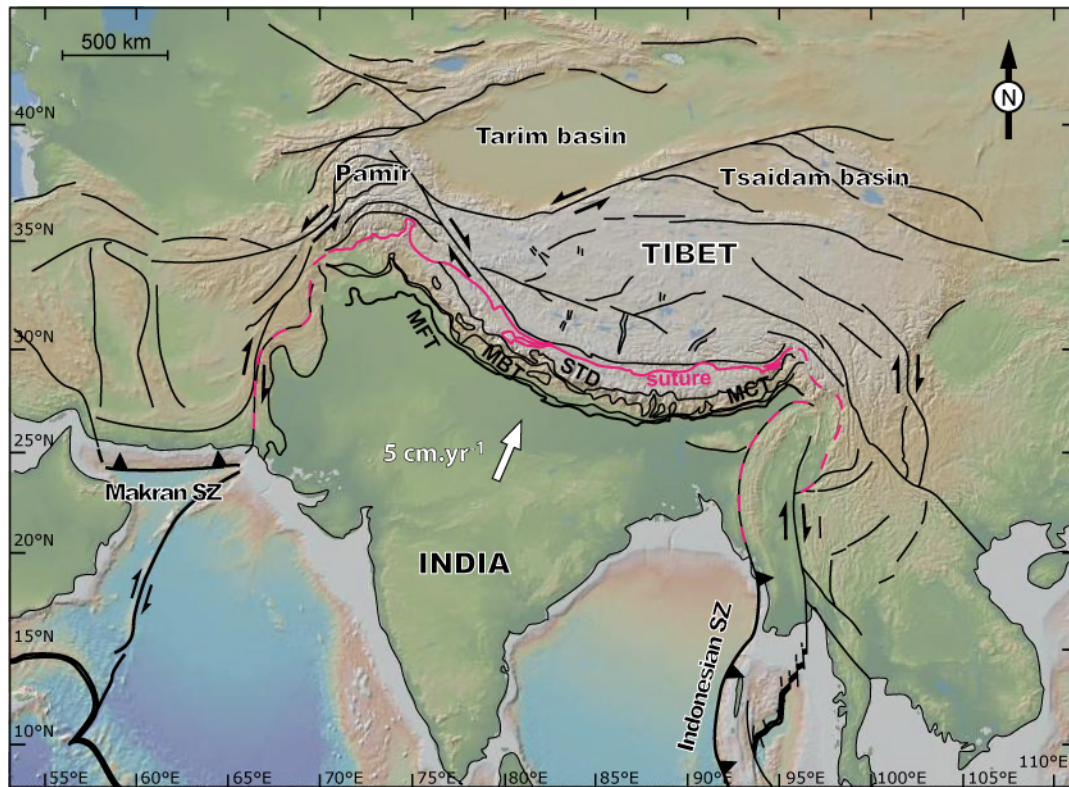 500 km
N
40°N
Tarim basin
Pamir
Tsaidam basin
35°N
TIBET
30°N
MFT
MBT
STD
suture
MCT
25°N
5 cm.yr⁻¹
Makran SZ
20°N
INDIA
Indonesian SZ
15°N
10°N
55°E
60°E
65°E
70°E
75°E
80°E
85°E
90°E
95°E
100°E
105°E
110°E